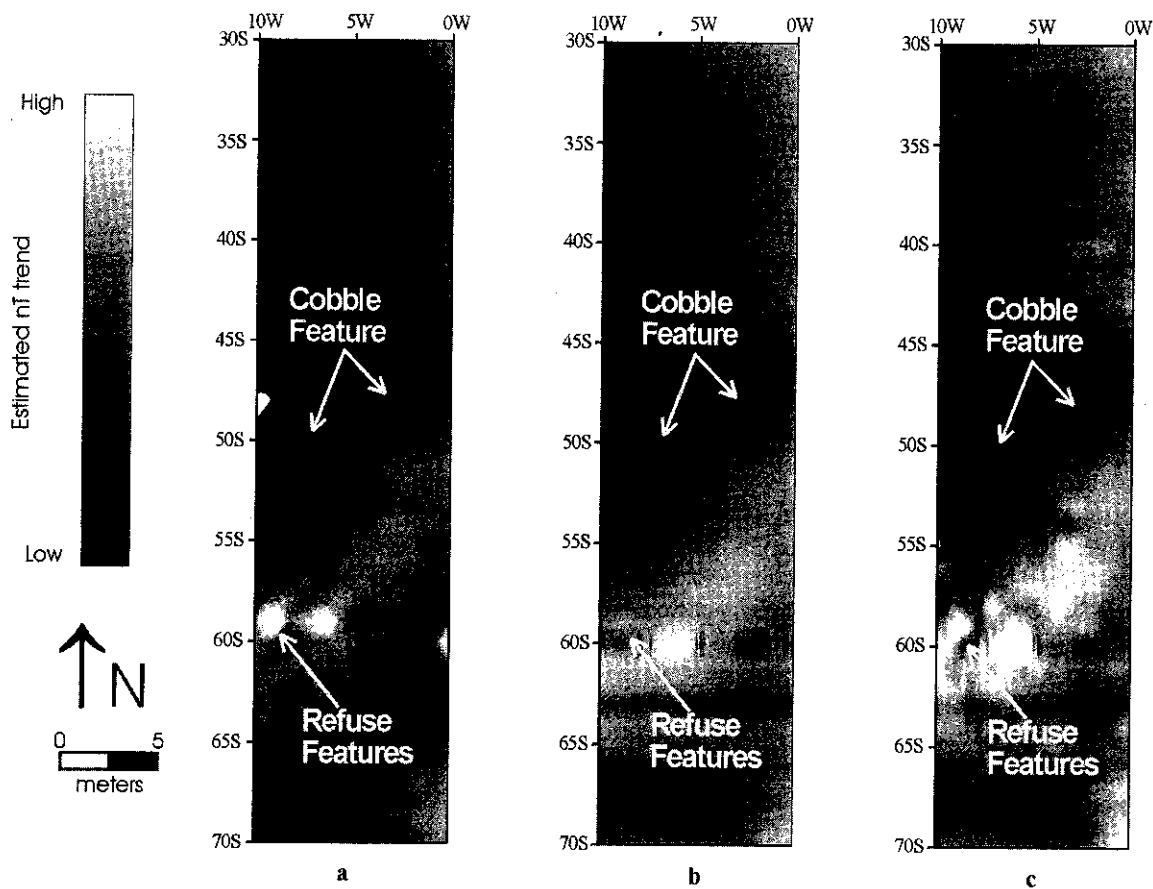 High
Estimated nT trend
Low
N
0 5
meters
10W 5W 0W
30S
35S
40S
45S
50S
55S
60S
65S
70S
Cobble
Feature
Refuse
Features
a
10W 5W 0W
30S
35S
40S
45S
50S
55S
60S
65S
70S
Cobble
Feature
Refuse
Features
b
10W 5W 0W
30S
35S
40S
45S
50S
55S
60S
65S
70S
Cobble
Feature
Refuse
Features
c